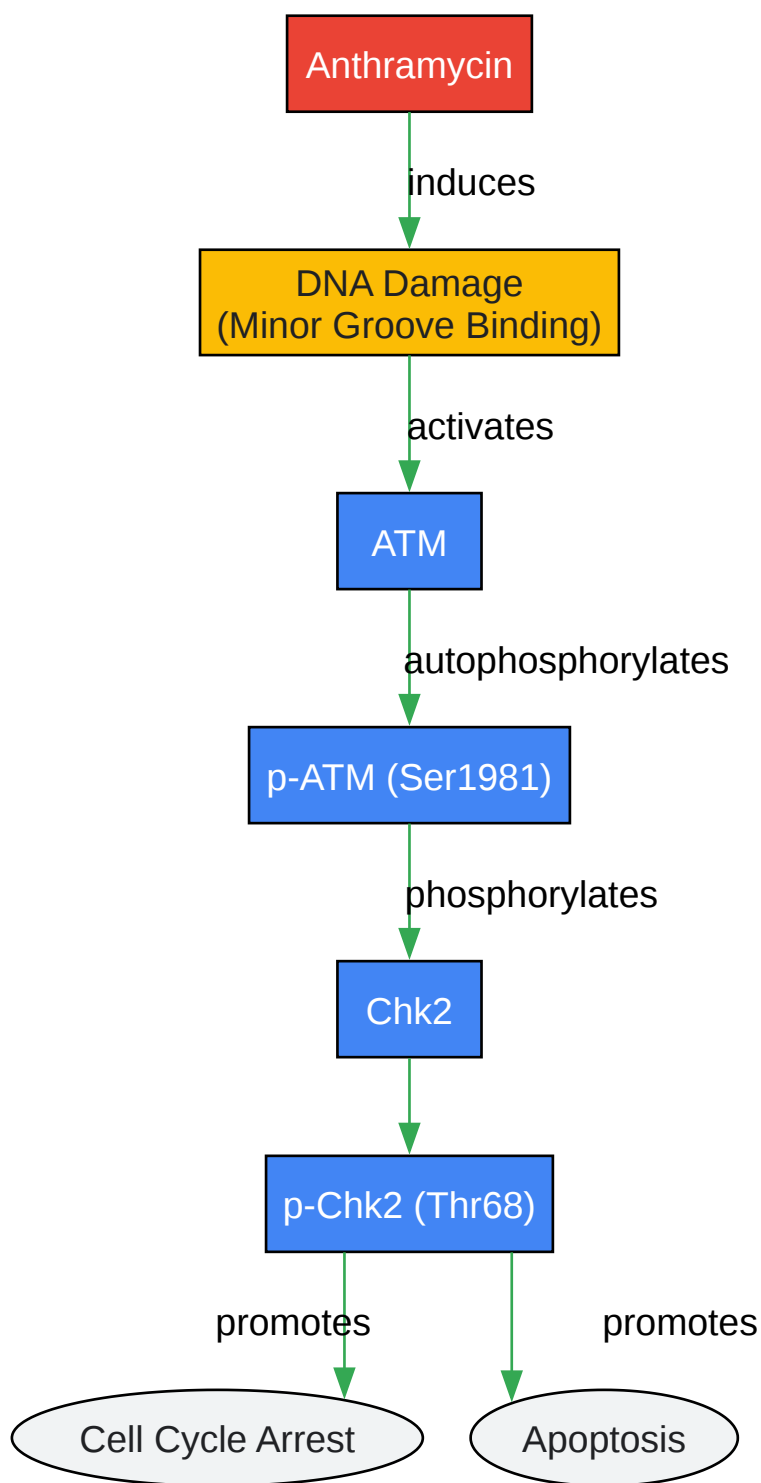 Anthramycin
induces
DNA Damage
(Minor Groove Binding)
activates
ATM
autophosphorylates
p-ATM (Ser1981)
phosphorylates
Chk2
p-Chk2 (Thr68)
promotes
promotes
Cell Cycle Arrest
Apoptosis